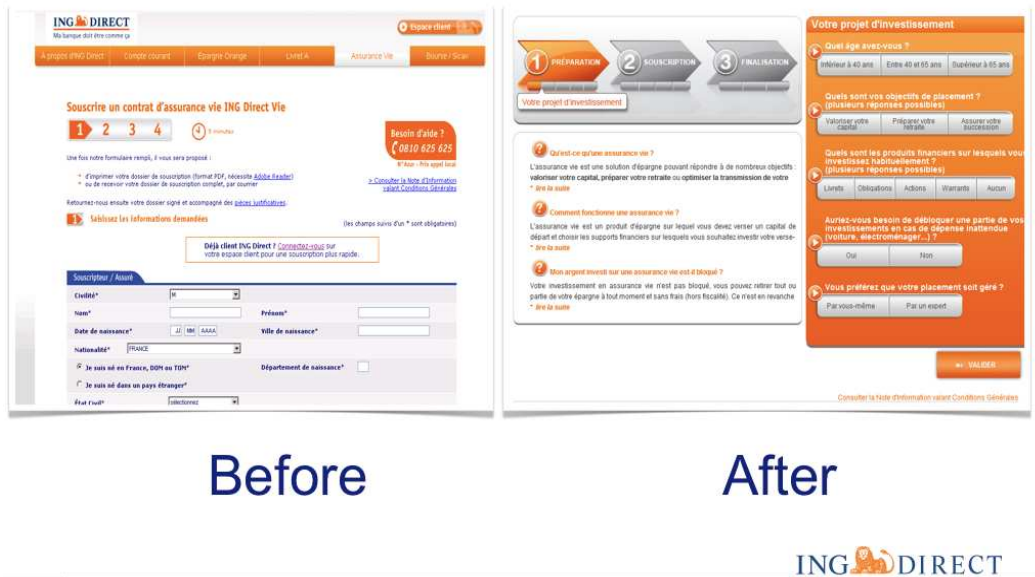 ING DIRECT
Ma banque doit être comme ça
Espace client
A propos d'ING Direct
Compte courant
Epargne Orange
Livret A
Assurance Vie
Bourse / Sicav
Souscrire un contrat d'assurance vie ING Direct Vie
1 2 3 4
5 minutes
Besoin d'aide ?
0810 625 625
N° Azur - Prix appel local
Une fois notre formulaire rempli, il vous sera proposé :
d'imprimer votre dossier de souscription (format PDF, nécessite Adobe Reader)
ou de recevoir votre dossier de souscription complet, par courrier
> Consulter la Note d'Information
valant Conditions Générales
Retournez-nous ensuite votre dossier signé et accompagné des pièces justificatives.
1 Saisissez les informations demandées
(les champs suivis d'un * sont obligatoires)
Déjà client ING Direct ? Connectez-vous sur
votre espace client pour une souscription plus rapide.
Souscripteur / Assuré
Civilité* M
Nom* Prénom*
Date de naissance* JJ MM AAAA Ville de naissance*
Nationalité* FRANCE
Je suis né en France, DOM ou TOM* Département de naissance*
Je suis né dans un pays étranger*
État Civil* sélectionnez
Before
1 PRÉPARATION
2 SOUSCRIPTION
3 FINALISATION
Votre projet d'investissement
? Qu'est-ce qu'une assurance vie ?
L'assurance vie est une solution d'épargne pouvant répondre à de nombreux objectifs :
valoriser votre capital, préparer votre retraite ou optimiser la transmission de votre
* lire la suite
? Comment fonctionne une assurance vie ?
L'assurance vie est un produit d'épargne sur lequel vous devez verser un capital de
départ et choisir les supports financiers sur lesquels vous souhaitez investir votre verse-
* lire la suite
? Mon argent investi sur une assurance vie est-il bloqué ?
Votre investissement en assurance vie n'est pas bloqué, vous pouvez retirer tout ou
partie de votre épargne à tout moment et sans frais (hors fiscalité). Ce n'est en revanche
* lire la suite
Votre projet d'investissement
Quel âge avez-vous ?
Inférieur à 40 ans
Entre 40 et 65 ans
Supérieur à 65 ans
Quels sont vos objectifs de placement ?
(plusieurs réponses possibles)
Valoriser votre capital
Préparer votre retraite
Assurer votre succession
Quels sont les produits financiers sur lesquels vous
investissez habituellement ?
(plusieurs réponses possibles)
Livrets
Obligations
Actions
Warrants
Aucun
Auriez-vous besoin de débloquer une partie de vos
investissements en cas de dépense inattendue
(voiture, électroménager...) ?
Oui
Non
Vous préférez que votre placement soit géré ?
Par vous-même
Par un expert
VALIDER
Consulter la Note d'Information valant Conditions Générales
After
ING DIRECT